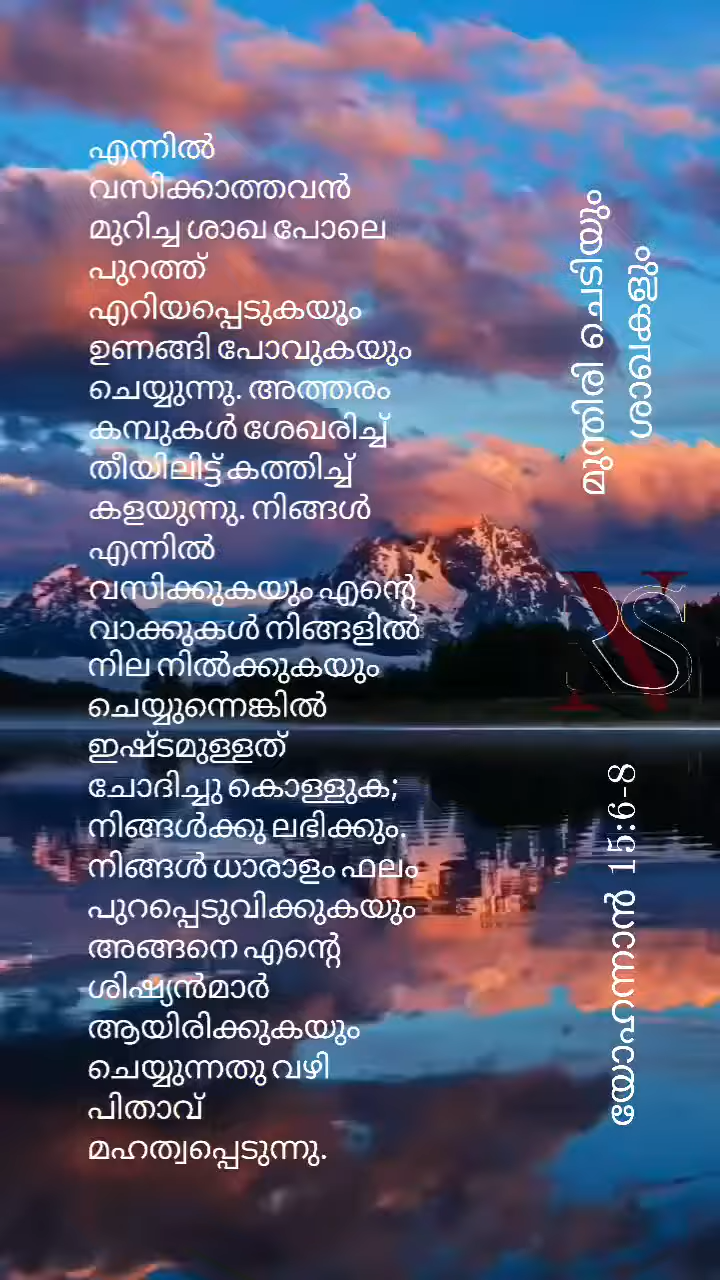 എന്നിൽ
വസിക്കാത്തവൻ
മുറിച്ച ശാഖ പോലെ
പുറത്ത്
എറിയപ്പെടുകയും
ഉണങ്ങി പോവുകയും
ചെയ്യുന്നു. അത്തരം
കമ്പുകൾ ശേഖരിച്ച്
തീയിലിട്ട് കത്തിച്ച്
കളയുന്നു. നിങ്ങൾ
എന്നിൽ
വസിക്കുകയും എന്റെ
വാക്കുകൾ നിങ്ങളിൽ
നില നിൽക്കുകയും
ചെയ്യുന്നെങ്കിൽ
ഇഷ്ടമുള്ളത്
ചോദിച്ചു കൊള്ളുക;
നിങ്ങൾക്കു ലഭിക്കും.
നിങ്ങൾ ധാരാളം ഫലം
പുറപ്പെടുവിക്കുകയും
അങ്ങനെ എന്റെ
ശിഷ്യൻമാർ
ആയിരിക്കുകയും
ചെയ്യുന്നതു വഴി
പിതാവ്
മഹത്വപ്പെടുന്നു.
മുന്തിരി ചെടിയും
ശാഖകളും
യോഹന്നാൻ 15:6-8